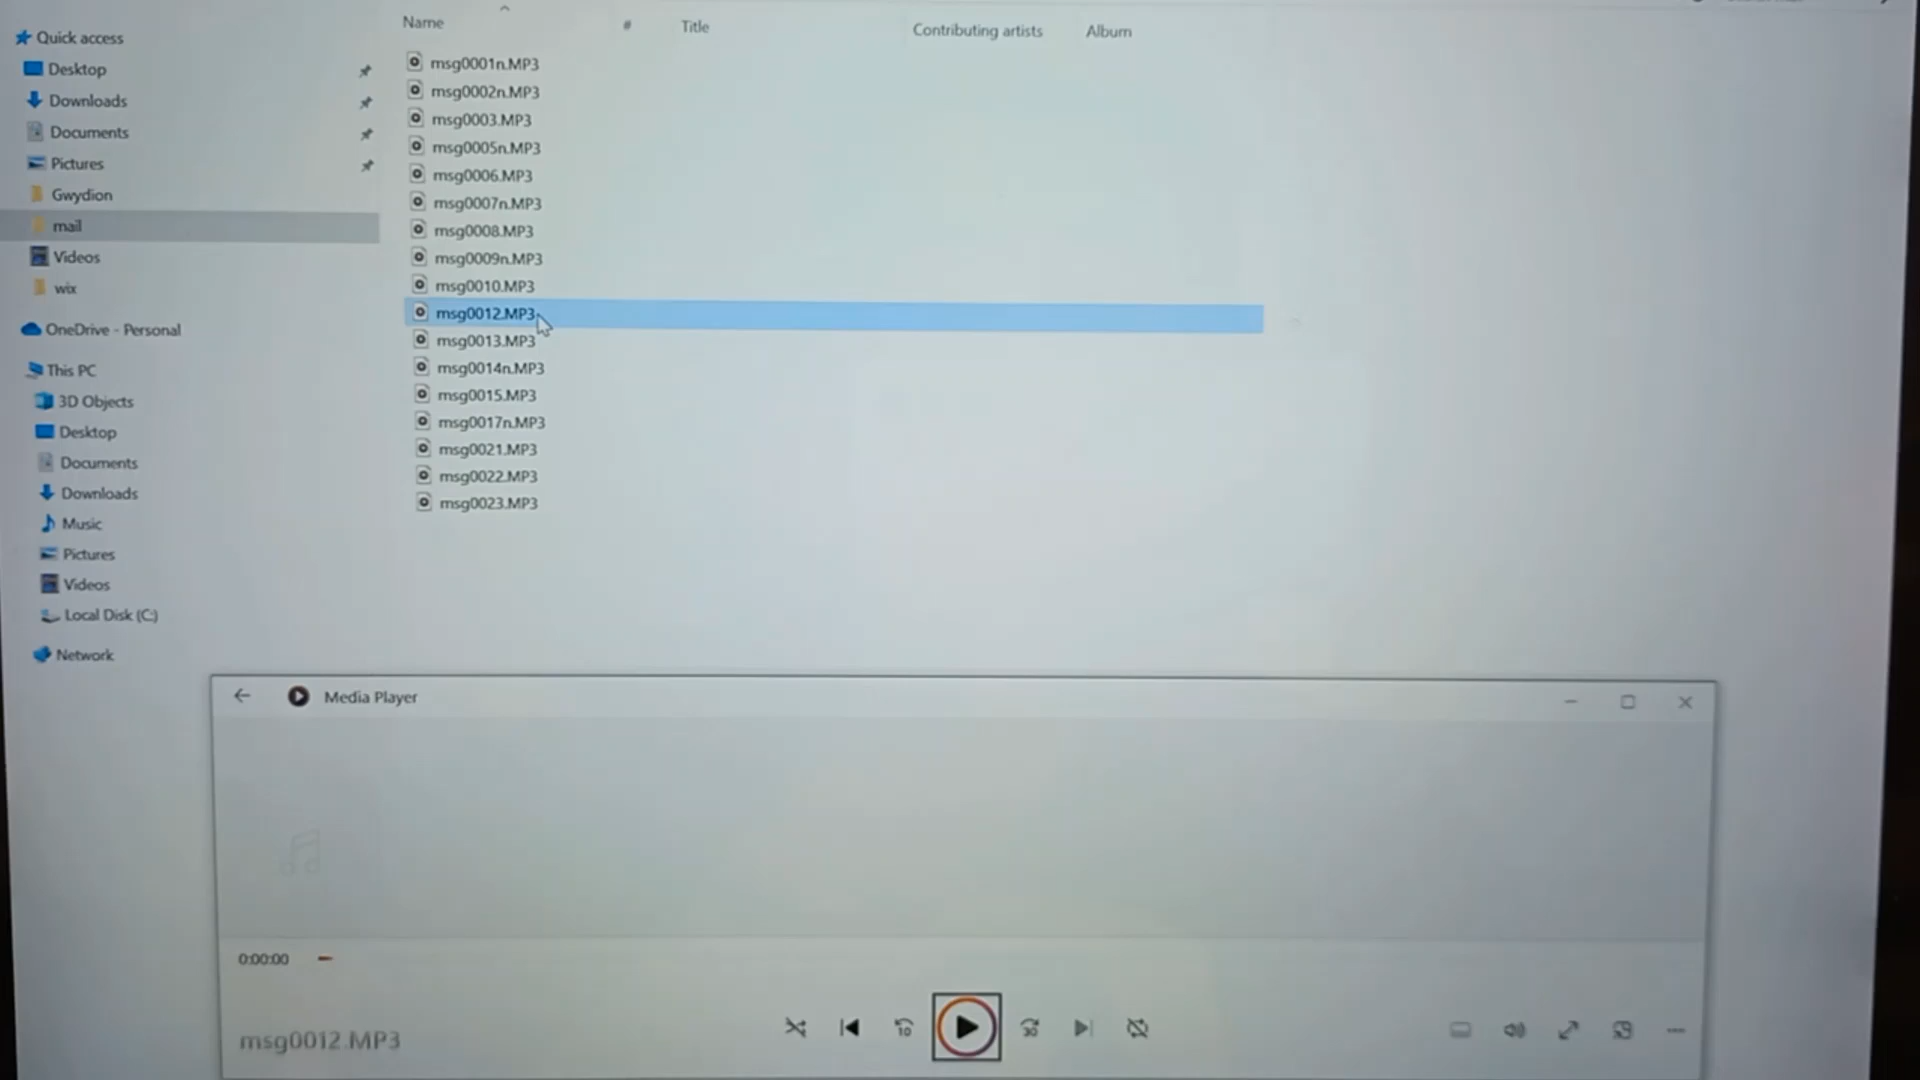 Name # Title Contributing artists Album
Quick access
Desktop
Downloads
Documents
Pictures
Gwydion
mail
Videos
wix
OneDrive - Personal
This PC
3D Objects
Desktop
Documents
Downloads
Music
Pictures
Videos
Local Disk (C:)
Network
msg0001n.MP3
msg0002n.MP3
msg0003.MP3
msg0005n.MP3
msg0006.MP3
msg0007n.MP3
msg0008.MP3
msg0009n.MP3
msg0010.MP3
msg0012.MP3
msg0013.MP3
msg0014n.MP3
msg0015.MP3
msg0017n.MP3
msg0021.MP3
msg0022.MP3
msg0023.MP3
Media Player
0:00:00
msg0012.MP3
10
30